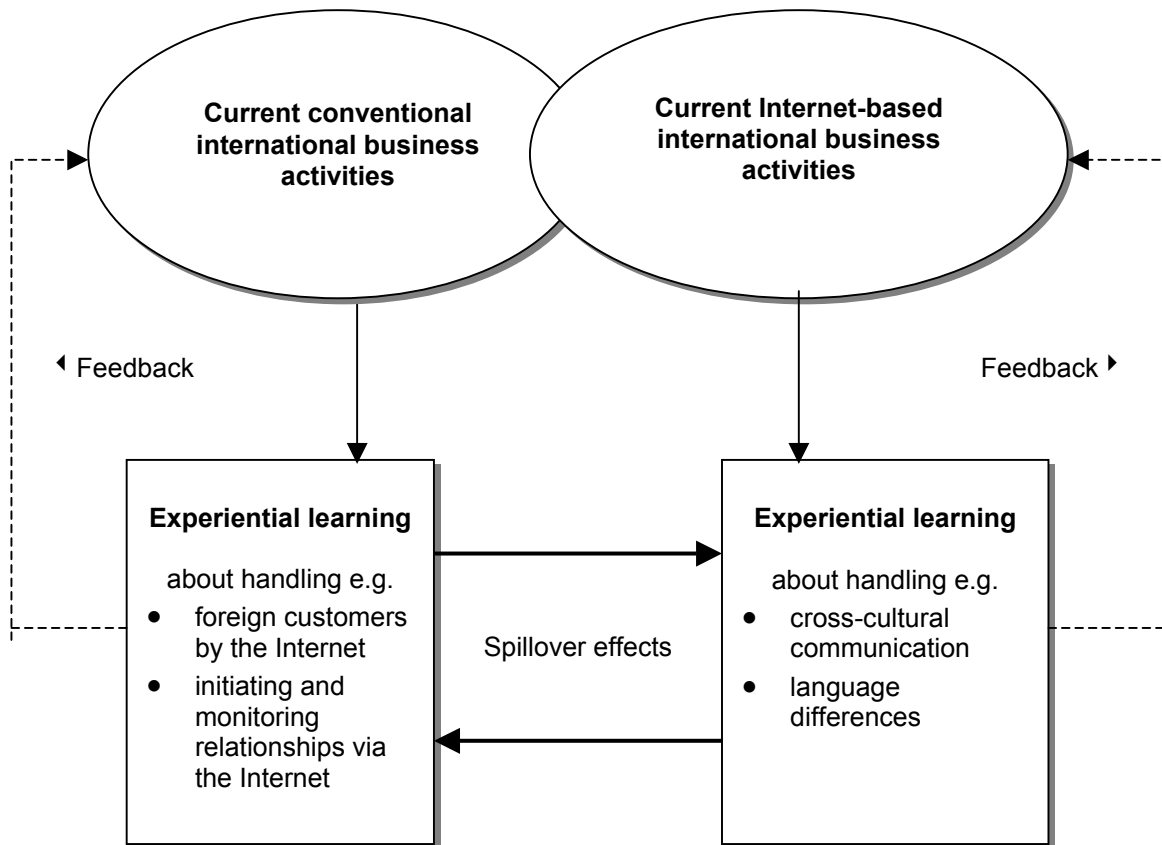 Current conventional
international business
activities
Current Internet-based
international business
activities
Feedback
Feedback
Experiential learning
about handling e.g.
● foreign customers
by the Internet
● initiating and
monitoring
relationships via
the Internet
Spillover effects
Experiential learning
about handling e.g.
● cross-cultural
communication
● language
differences